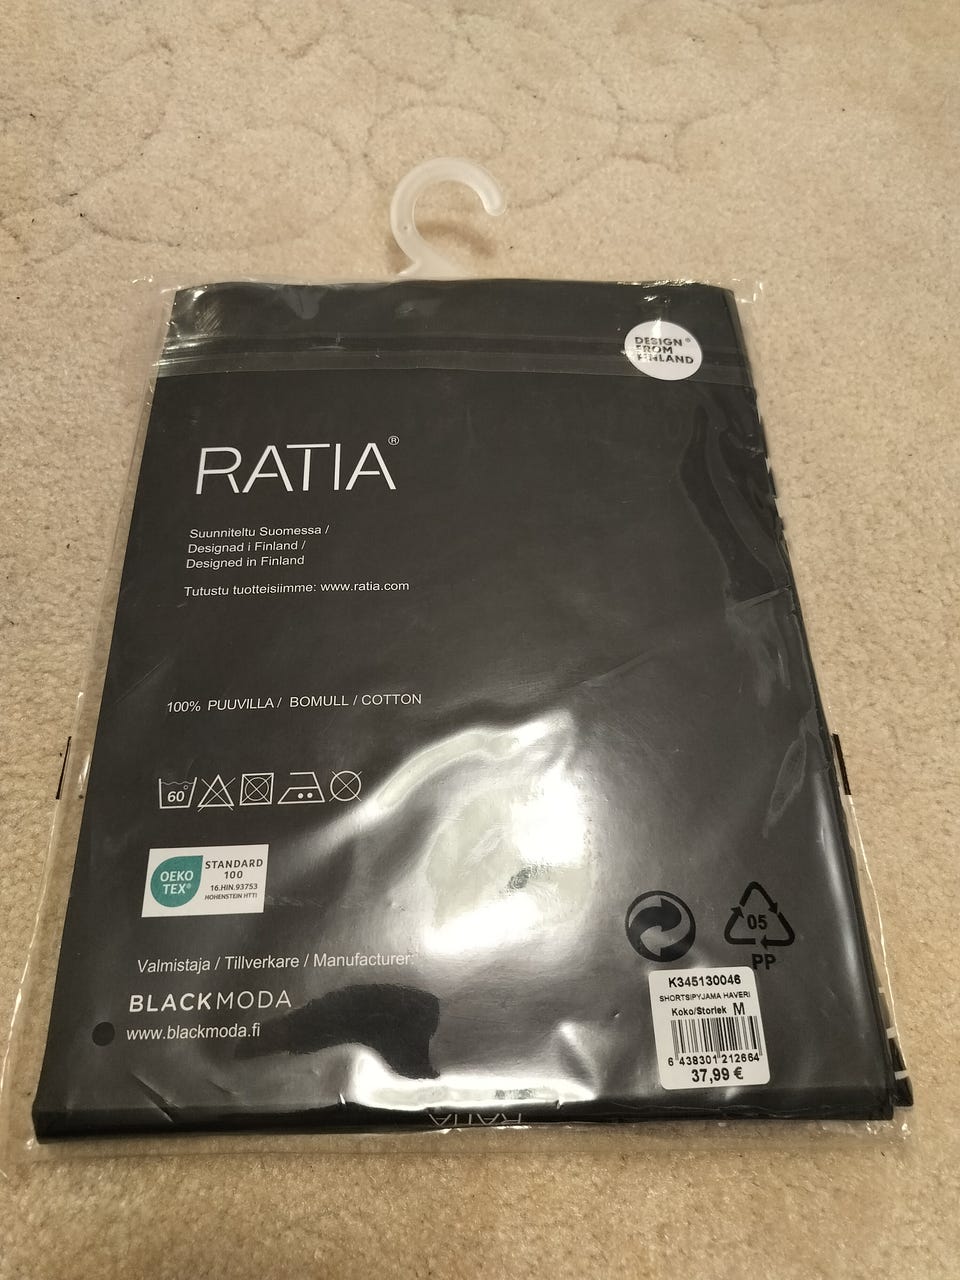 DESIGN®
FROM
FINLAND
RATIA®
Suunniteltu Suomessa /
Designad i Finland /
Designed in Finland
Tutustu tuotteisiimme: www.ratia.com
100% PUUVILLA / BOMULL / COTTON
60°
OEKO
TEX®
STANDARD
100
16.HIN.93753
HOHENSTEIN HTTI
05
PP
Valmistaja / Tillverkare / Manufacturer:
BLACKMODA
www.blackmoda.fi
K345130046
SHORTSIPYJAMA HAVERI
Koko/Storlek M
6 438301 212664
37,99 €
RATIA